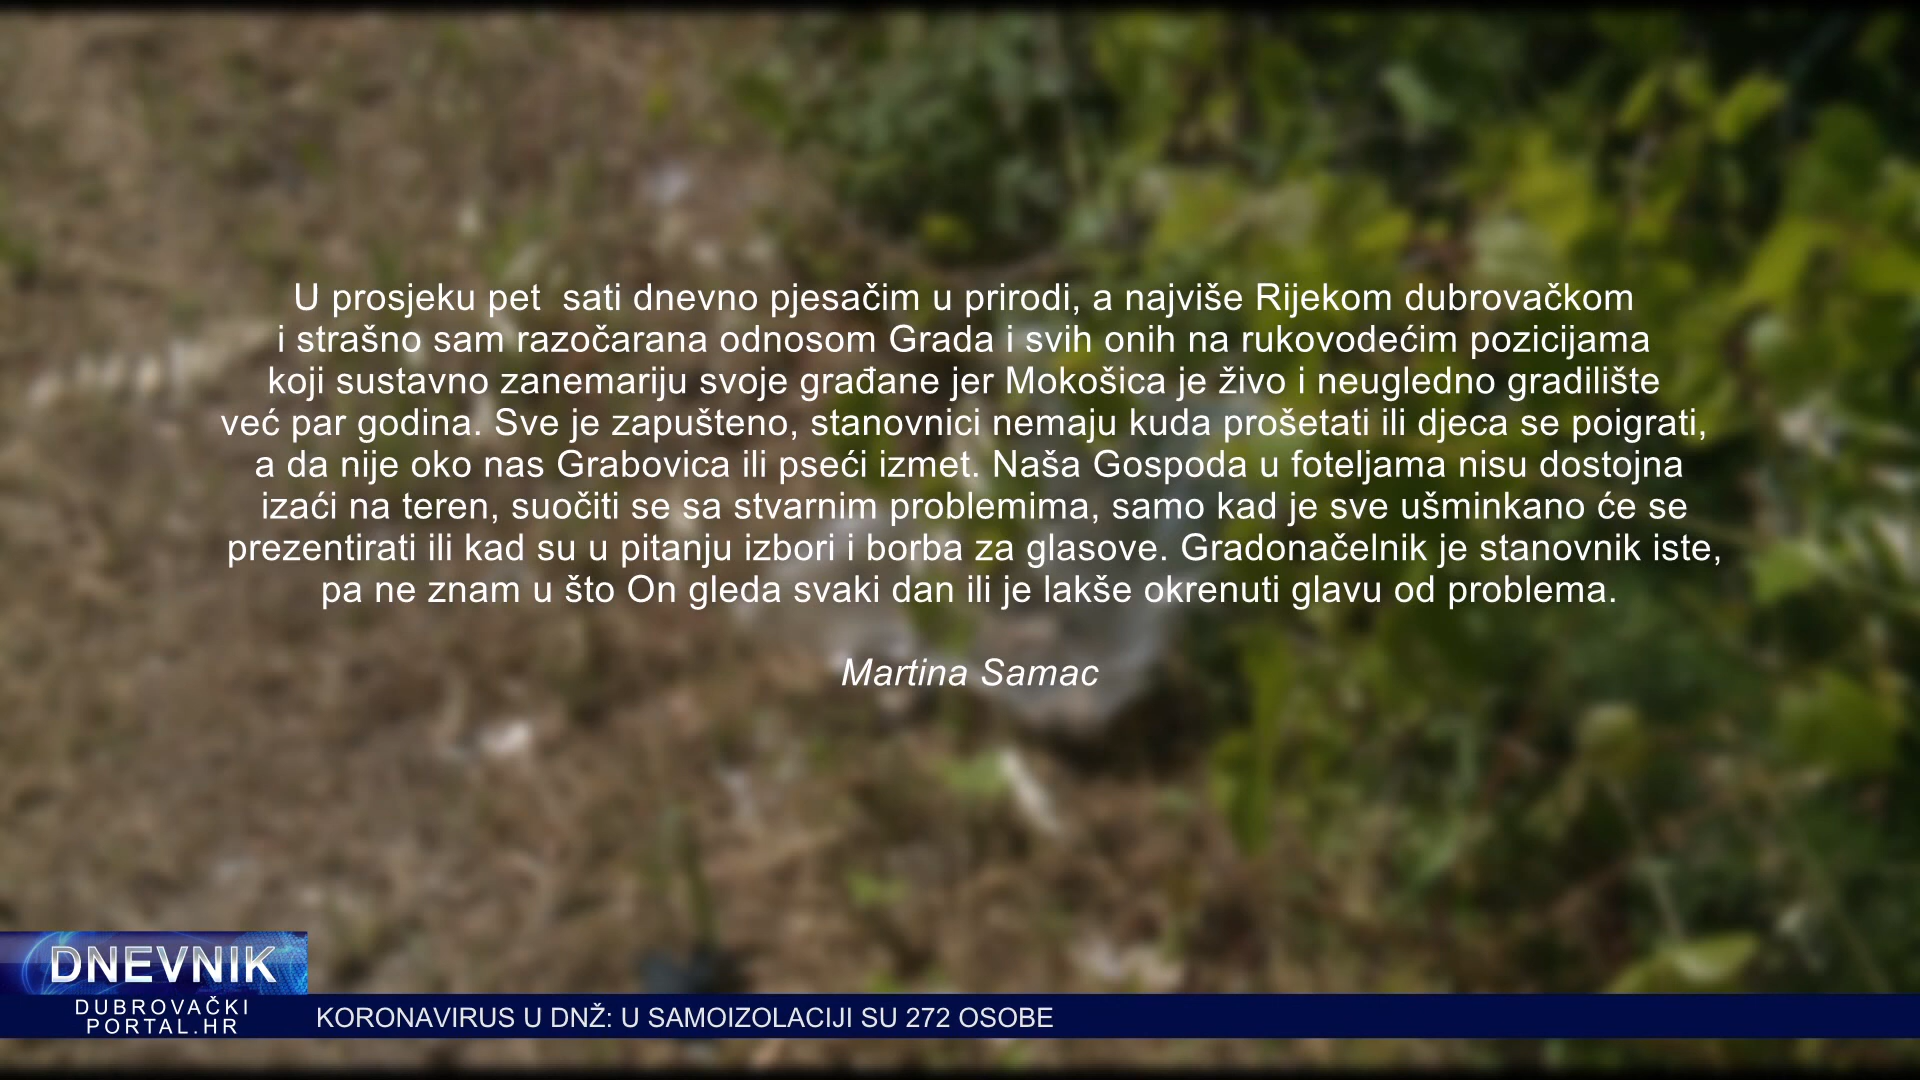 U prosjeku pet  sati dnevno pjesačim u prirodi, a najviše Rijekom dubrovačkom
i strašno sam razočarana odnosom Grada i svih onih na rukovodećim pozicijama
koji sustavno zanemariju svoje građane jer Mokošica je živo i neugledno gradilište
već par godina. Sve je zapušteno, stanovnici nemaju kuda prošetati ili djeca se poigrati,
a da nije oko nas Grabovica ili pseći izmet. Naša Gospoda u foteljama nisu dostojna
izaći na teren, suočiti se sa stvarnim problemima, samo kad je sve ušminkano će se
prezentirati ili kad su u pitanju izbori i borba za glasove. Gradonačelnik je stanovnik iste,
pa ne znam u što On gleda svaki dan ili je lakše okrenuti glavu od problema.
Martina Samac
DNEVNIK
DUBROVAČKI
PORTAL.HR
KORONAVIRUS U DNŽ: U SAMOIZOLACIJI SU 272 OSOBE